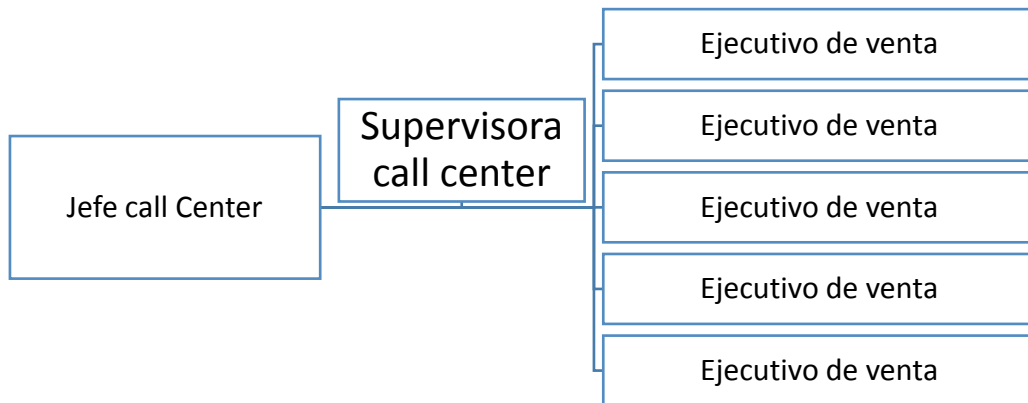 Jefe call Center
Supervisora
call center
Ejecutivo de venta
Ejecutivo de venta
Ejecutivo de venta
Ejecutivo de venta
Ejecutivo de venta